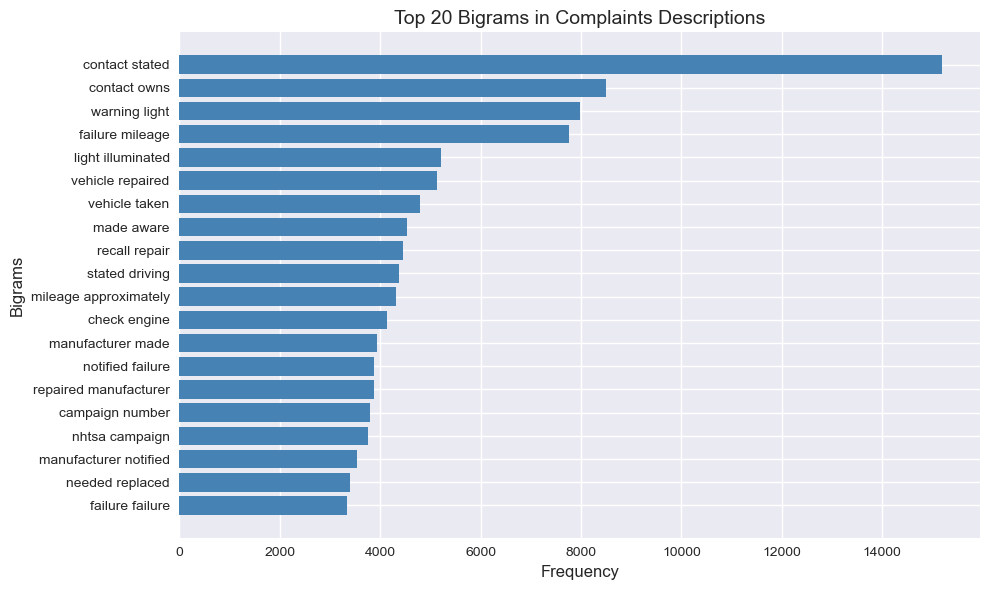 Top 20 Bigrams in Complaints Descriptions
Bigrams
contact stated
contact owns
warning light
failure mileage
light illuminated
vehicle repaired
vehicle taken
made aware
recall repair
stated driving
mileage approximately
check engine
manufacturer made
notified failure
repaired manufacturer
campaign number
nhtsa campaign
manufacturer notified
needed replaced
failure failure
0 2000 4000 6000 8000 10000 12000 14000
Frequency